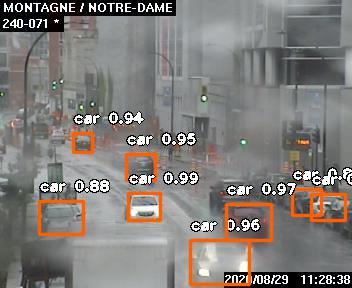 MONTAGNE / NOTRE-DAME
240-071 *
car 0.94
car 0.95
car 0.88
car 0.99
car 0.97
car
car 0.96
2020/08/29 11:28:38